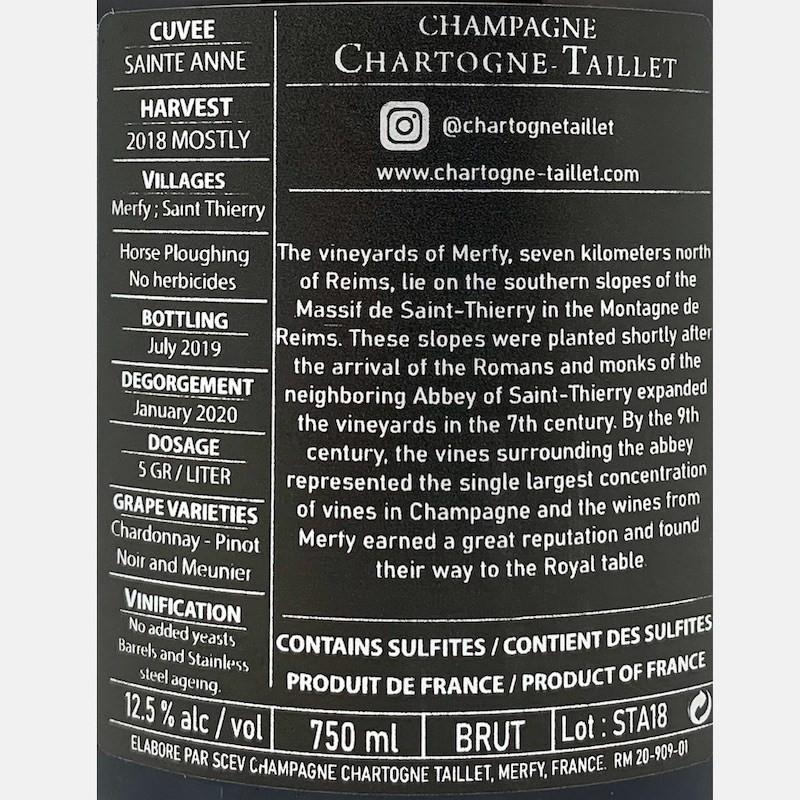 CUVEE
SAINTE ANNE
HARVEST
2018 MOSTLY
VILLAGES
Merfy ; Saint Thierry
Horse Ploughing
No herbicides
BOTTLING
July 2019
DEGORGEMENT
January 2020
DOSAGE
5 GR / LITER
GRAPE VARIETIES
Chardonnay - Pinot
Noir and Meunier
VINIFICATION
No added yeasts
Barrels and Stainless
steel ageing.
CHAMPAGNE
CHARTOGNE-TAILLET
@chartognetaillet
www.chartogne-taillet.com
The vineyards of Merfy, seven kilometers north
of Reims, lie on the southern slopes of the
Massif de Saint-Thierry in the Montagne de
Reims. These slopes were planted shortly after
the arrival of the Romans and monks of the
neighboring Abbey of Saint-Thierry expanded
the vineyards in the 7th century. By the 9th
century, the vines surrounding the abbey
represented the single largest concentration
of vines in Champagne and the wines from
Merfy earned a great reputation and found
their way to the Royal table.
CONTAINS SULFITES / CONTIENT DES SULFITES
PRODUIT DE FRANCE / PRODUCT OF FRANCE
12.5 % alc / vol 750 ml BRUT Lot : STA18
ELABORE PAR SCEV CHAMPAGNE CHARTOGNE TAILLET, MERFY, FRANCE. RM 20-909-01